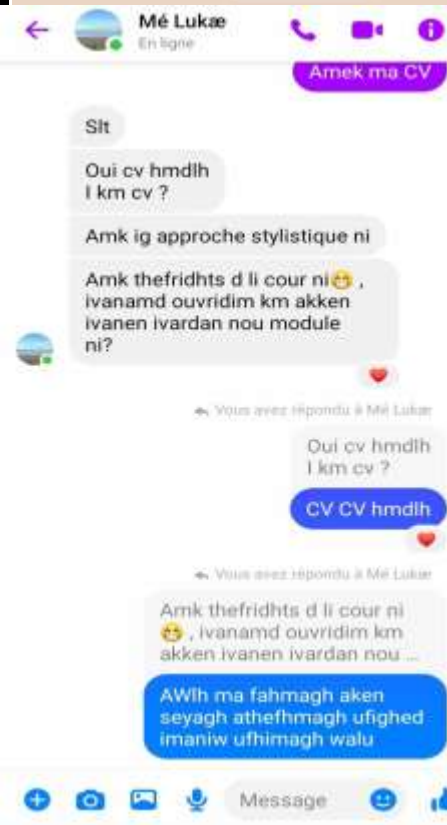 Mé Lukæ
En ligne
Amek ma CV
Slt
Oui cv hmdlh
I km cv ?
Amk ig approche stylistique ni
Amk thefridhts d li cour ni😁 ,
ivanamd ouvridim km akken
ivanen ivardan nou module
ni?
Vous avez répondu à Mé Lukæ
Oui cv hmdlh
I km cv ?
CV CV hmdlh
Vous avez répondu à Mé Lukæ
Amk thefridhts d li cour ni
😁 , ivanamd ouvridim km
akken ivanen ivardan nou ...
AWlh ma fahmagh aken
seyagh athefhmagh ufighed
imaniw ufhimagh walu
Message